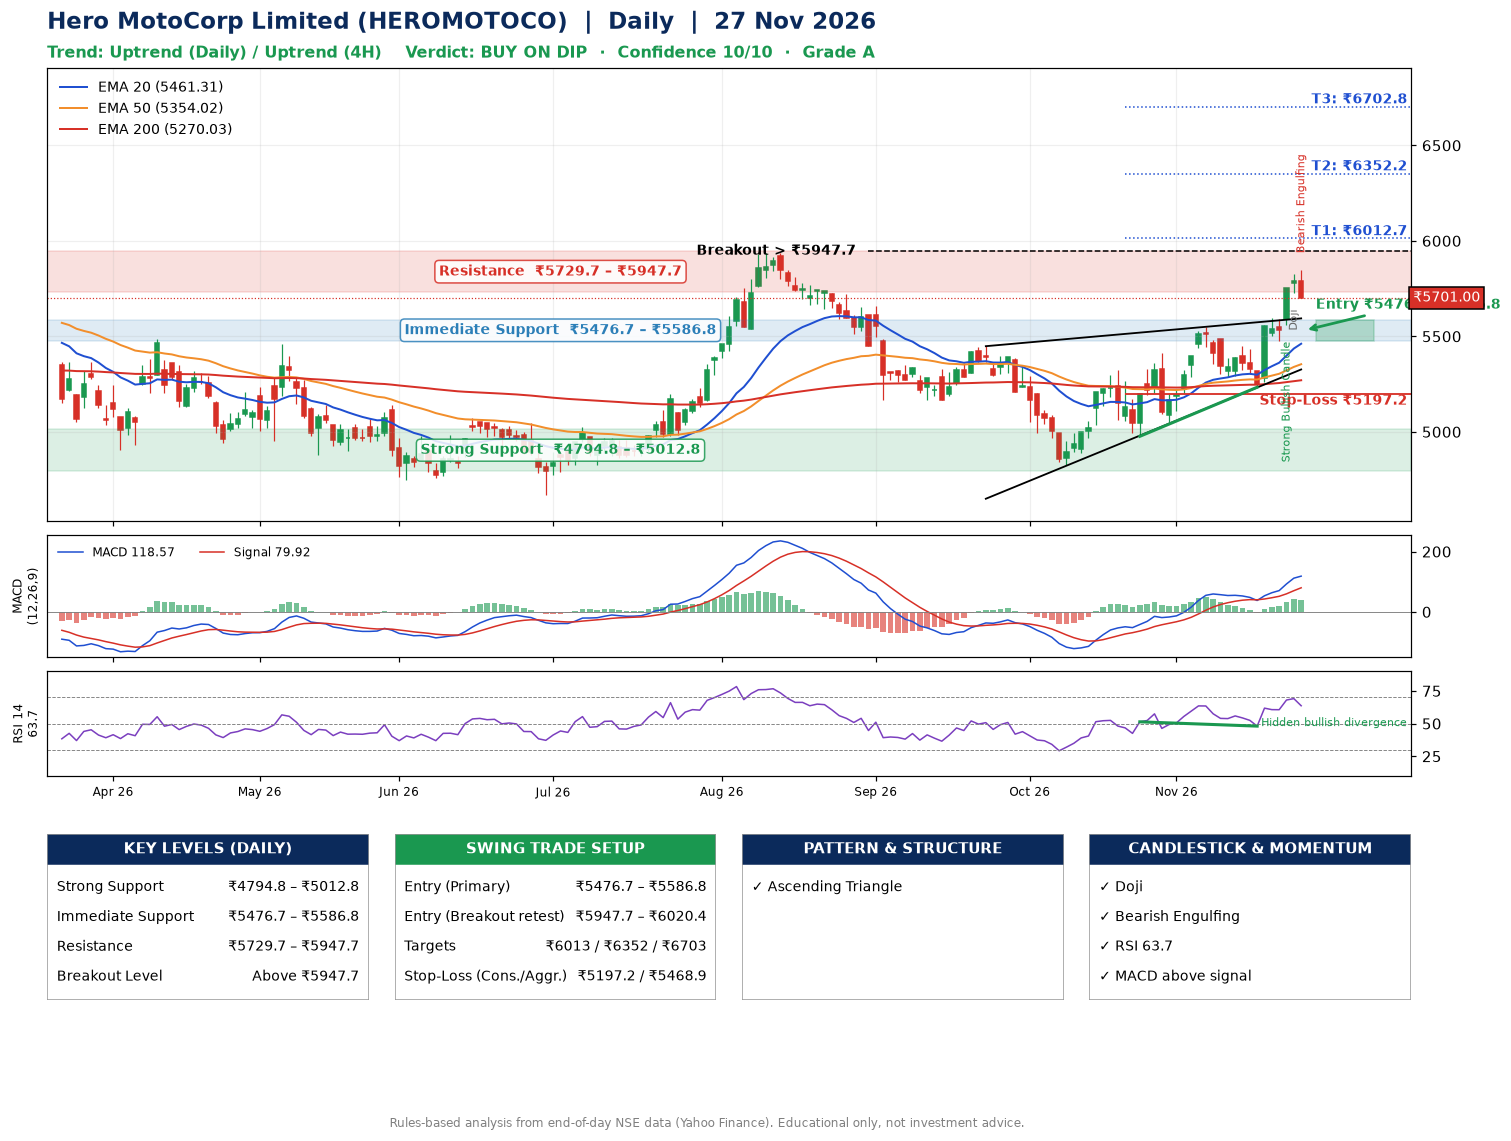 Hero MotoCorp Limited (HEROMOTOCO)  |  Daily  |  27 Nov 2026
Trend: Uptrend (Daily) / Uptrend (4H)    Verdict: BUY ON DIP  ·  Confidence 10/10  ·  Grade A
EMA 20 (5461.31)
EMA 50 (5354.02)
EMA 200 (5270.03)
T3: ₹6702.8
T2: ₹6352.2
T1: ₹6012.7
Bearish Engulfing
Breakout > ₹5947.7
Resistance  ₹5729.7 – ₹5947.7
Immediate Support  ₹5476.7 – ₹5586.8
Strong Support  ₹4794.8 – ₹5012.8
Entry ₹5476
.8
₹5701.00
Doji
Strong Bullish Candle
Stop-Loss ₹5197.2
6500
6000
5500
5000
MACD
(12,26,9)
MACD 118.57
Signal 79.92
200
0
RSI 14
63.7
Hidden bullish divergence
75
50
25
Apr 26
May 26
Jun 26
Jul 26
Aug 26
Sep 26
Oct 26
Nov 26
KEY LEVELS (DAILY)
Strong Support ₹4794.8 – ₹5012.8
Immediate Support ₹5476.7 – ₹5586.8
Resistance ₹5729.7 – ₹5947.7
Breakout Level Above ₹5947.7
SWING TRADE SETUP
Entry (Primary) ₹5476.7 – ₹5586.8
Entry (Breakout retest) ₹5947.7 – ₹6020.4
Targets ₹6013 / ₹6352 / ₹6703
Stop-Loss (Cons./Aggr.) ₹5197.2 / ₹5468.9
PATTERN & STRUCTURE
✓ Ascending Triangle
CANDLESTICK & MOMENTUM
✓ Doji
✓ Bearish Engulfing
✓ RSI 63.7
✓ MACD above signal
Rules-based analysis from end-of-day NSE data (Yahoo Finance). Educational only, not investment advice.